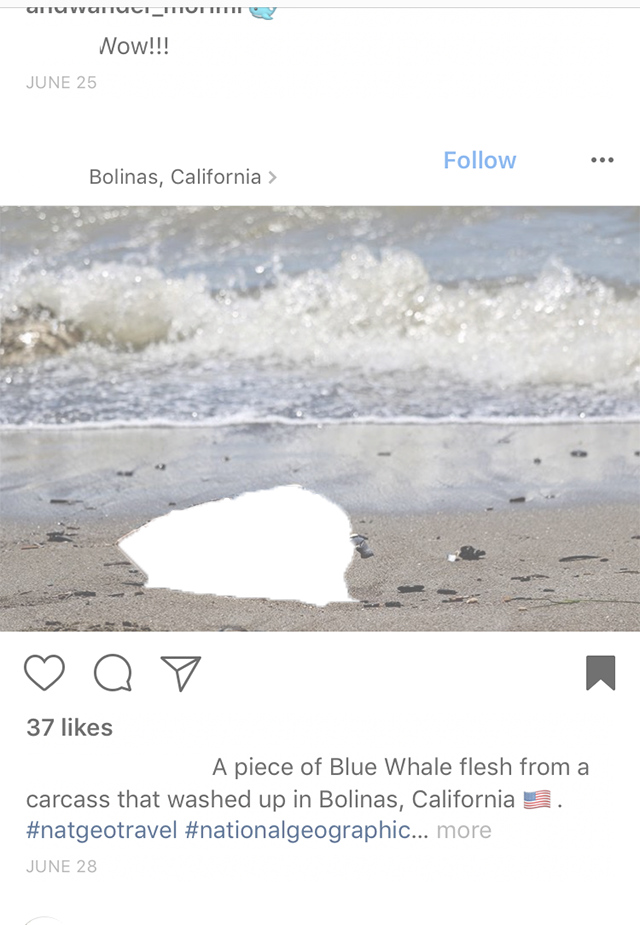 andwander_morimi
Wow!!!
JUNE 25
Follow
Bolinas, California
37 likes
A piece of Blue Whale flesh from a
carcass that washed up in Bolinas, California 🇺🇸 .
#natgeotravel #nationalgeographic... more
JUNE 28